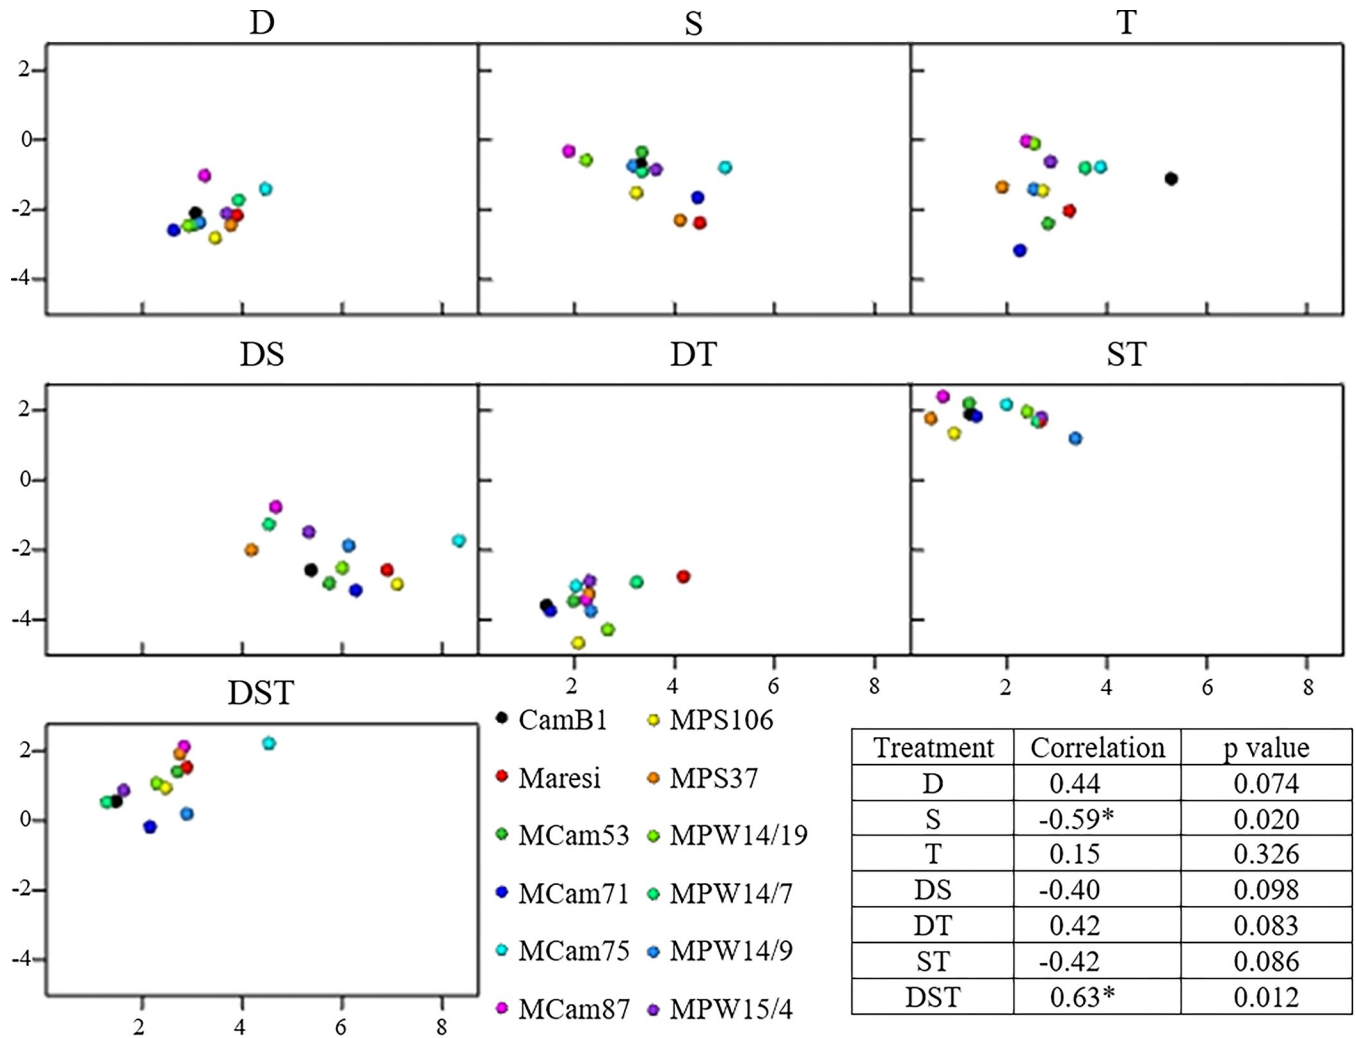 D S T
2
0
-2
-4
DS DT ST
2
0
-2
-4
2 4 6 8 2 4 6 8
DST
2
0
-2
-4
2 4 6 8
CamB1 MPS106
Maresi MPS37
MCam53 MPW14/19
MCam71 MPW14/7
MCam75 MPW14/9
MCam87 MPW15/4
Treatment Correlation p value
D 0.44 0.074
S -0.59* 0.020
T 0.15 0.326
DS -0.40 0.098
DT 0.42 0.083
ST -0.42 0.086
DST 0.63* 0.012